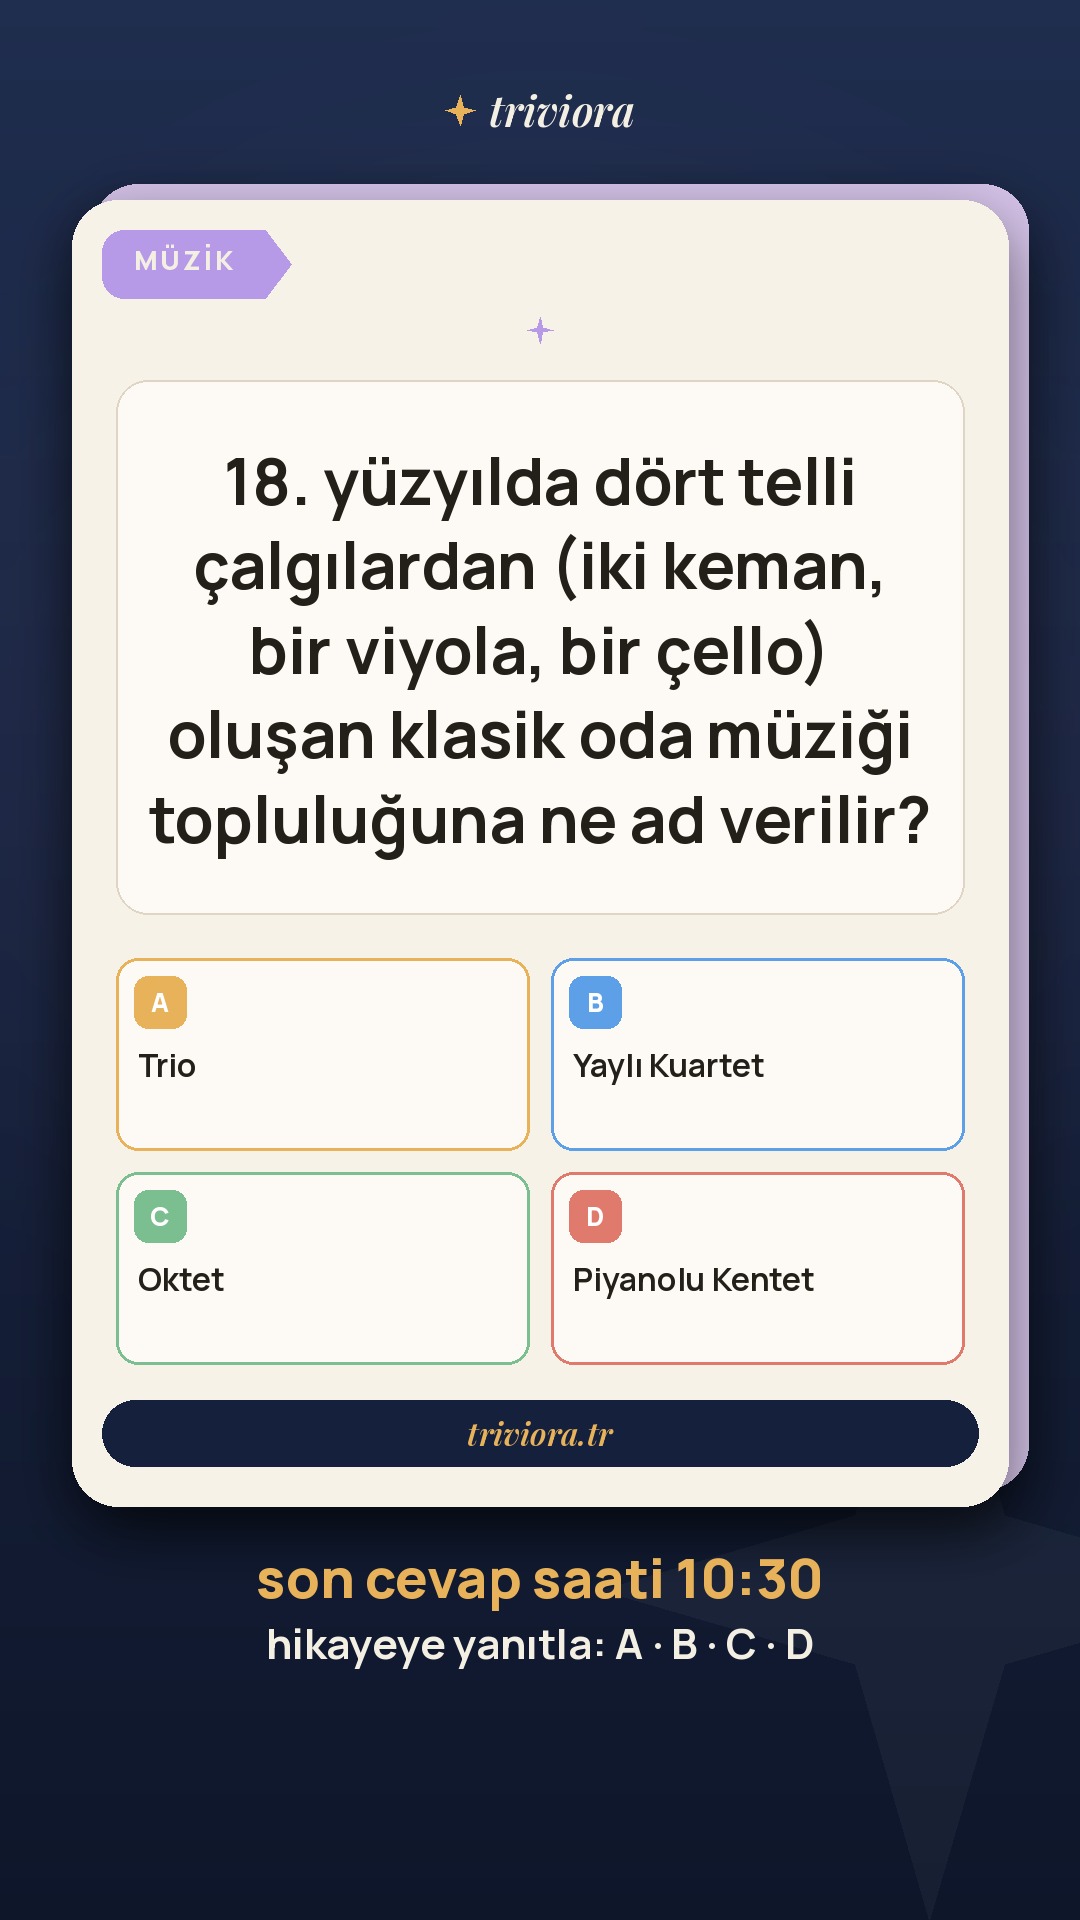 triviora
MÜZİK
18. yüzyılda dört telli
çalgılardan (iki keman,
bir viyola, bir çello)
oluşan klasik oda müziği
topluluğuna ne ad verilir?
A
Trio
B
Yaylı Kuartet
C
Oktet
D
Piyanolu Kentet
triviora.tr
son cevap saati 10:30
hikayeye yanıtla: A · B · C · D